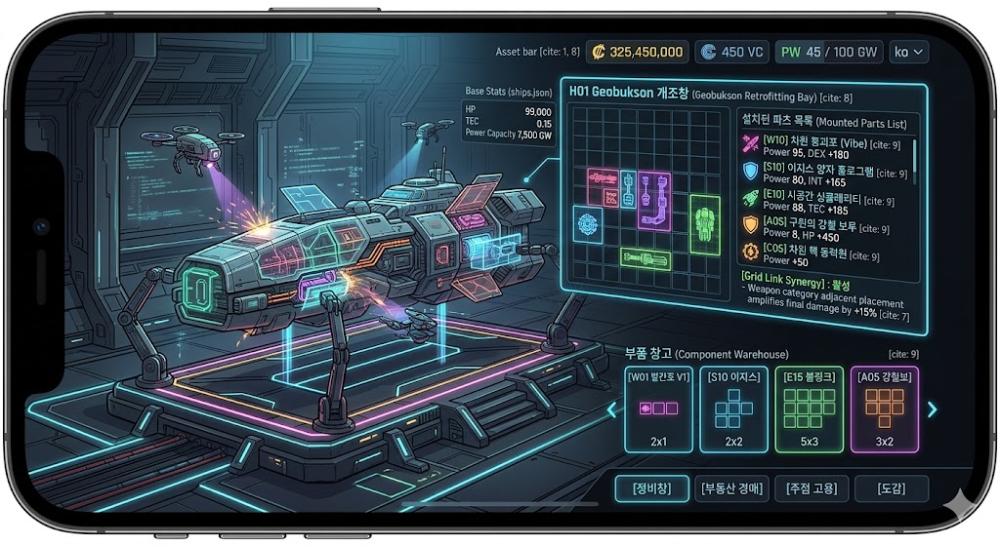 Asset bar [cite: 1, 8]
325,450,000
450 VC
PW 45 / 100 GW
ko
Base Stats (ships.json)
HP 99,000
TEC 0.15
Power Capacity 7,500 GW
H01 Geobukson 개조창 (Geobukson Retrofitting Bay) [cite: 8]
설치된 파츠 목록 (Mounted Parts List)
[W10] 차원 붕괴포 (Vibe) [cite: 9]
Power 95, DEX +180
[S10] 이지스 양자 홀로그램 [cite: 9]
Power 80, INT +165
[E10] 시공간 싱귤레리티 [cite: 9]
Power 88, TEC +185
[A05] 구원의 강철 보루 [cite: 9]
Power 8, HP +450
[C05] 차원 핵 동력원 [cite: 9]
Power +50
[Grid Link Synergy] : 활성
- Weapon category adjacent placement
amplifies final damage by +15% [cite: 7]
부품 창고 (Component Warehouse) [cite: 9]
[W01 발간포 V1]
[S10 이지스]
[E15 블링크]
[A05 강철보]
2x1
2x2
5x3
3x2
[정비창]
[부동산 경매]
[주점 고용]
[도감]